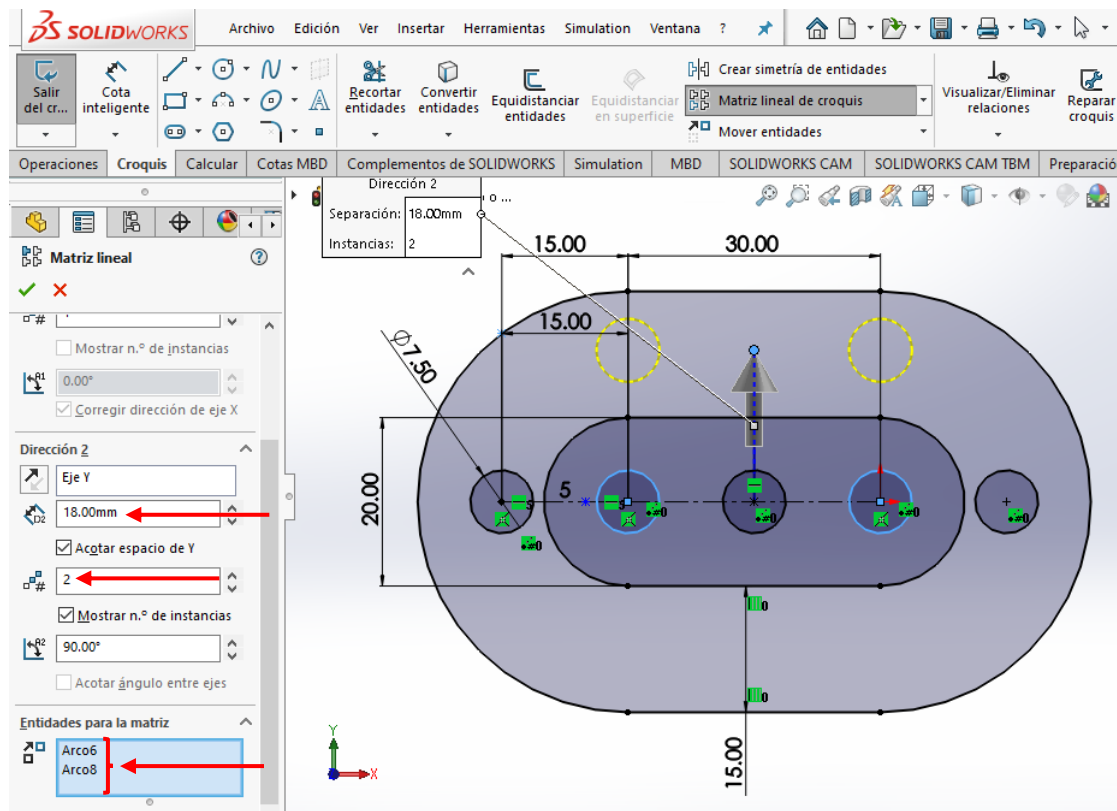 SOLIDWORKS Archivo Edición Ver Insertar Herramientas Simulation Ventana ?
Salir del cr...
Cota inteligente
Recortar entidades
Convertir entidades
Equidistanciar entidades
Equidistanciar en superficie
Crear simetría de entidades
Matriz lineal de croquis
Mover entidades
Visualizar/Eliminar relaciones
Reparar croquis
Operaciones Croquis Calcular Cotas MBD Complementos de SOLIDWORKS Simulation MBD SOLIDWORKS CAM SOLIDWORKS CAM TBM Preparació
Matriz lineal
Mostrar n.º de instancias
0.00°
Corregir dirección de eje X
Dirección 2
Eje Y
18.00mm
Acotar espacio de Y
2
Mostrar n.º de instancias
90.00°
Acotar ángulo entre ejes
Entidades para la matriz
Arco6
Arco8
Dirección 2
Separación: 18.00mm
Instancias: 2
15.00 30.00
15.00
∅7.50
20.00
5
15.00
Y
X